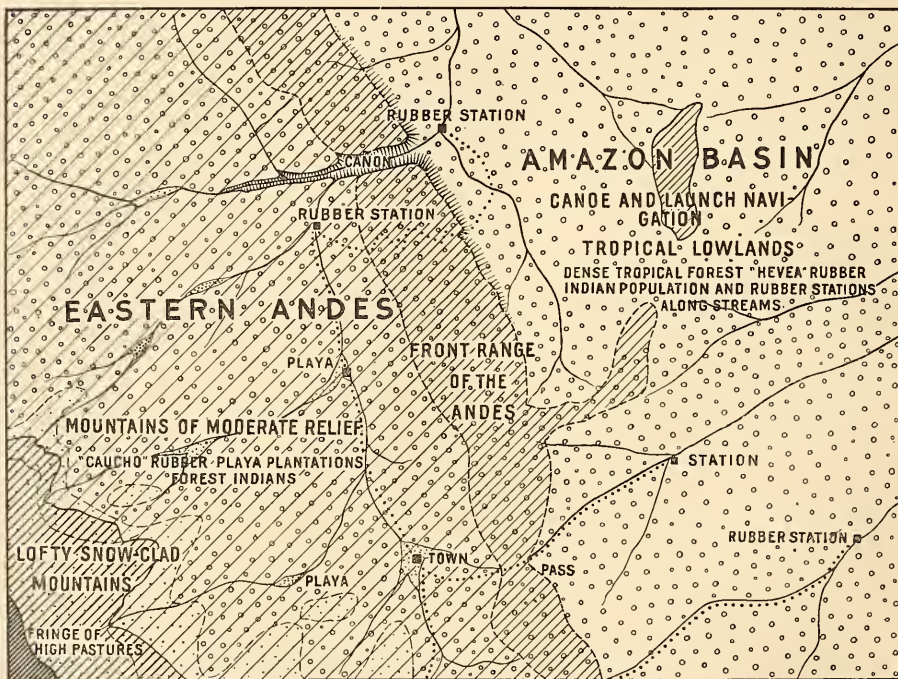 RUBBER STATION
CAÑON
AMAZON BASIN
CANOE AND LAUNCH NAVI-
GATION
RUBBER STATION
TROPICAL LOWLANDS
DENSE TROPICAL FOREST "HEVEA" RUBBER
INDIAN POPULATION AND RUBBER STATIONS
ALONG STREAMS
EASTERN ANDES
FRONT RANGE
OF THE
ANDES
PLAYA
MOUNTAINS OF MODERATE RELIEF
"CAUCHO" RUBBER PLAYA PLANTATIONS
FOREST INDIANS
STATION
RUBBER STATION
LOFTY SNOW-CLAD
MOUNTAINS
TOWN
PASS
PLAYA
FRINGE OF
HIGH PASTURES